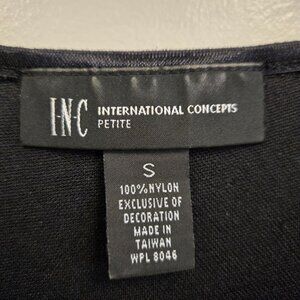 I·N·C INTERNATIONAL CONCEPTS
PETITE
S
100% NYLON
EXCLUSIVE OF
DECORATION
MADE IN
TAIWAN
WPL 8046